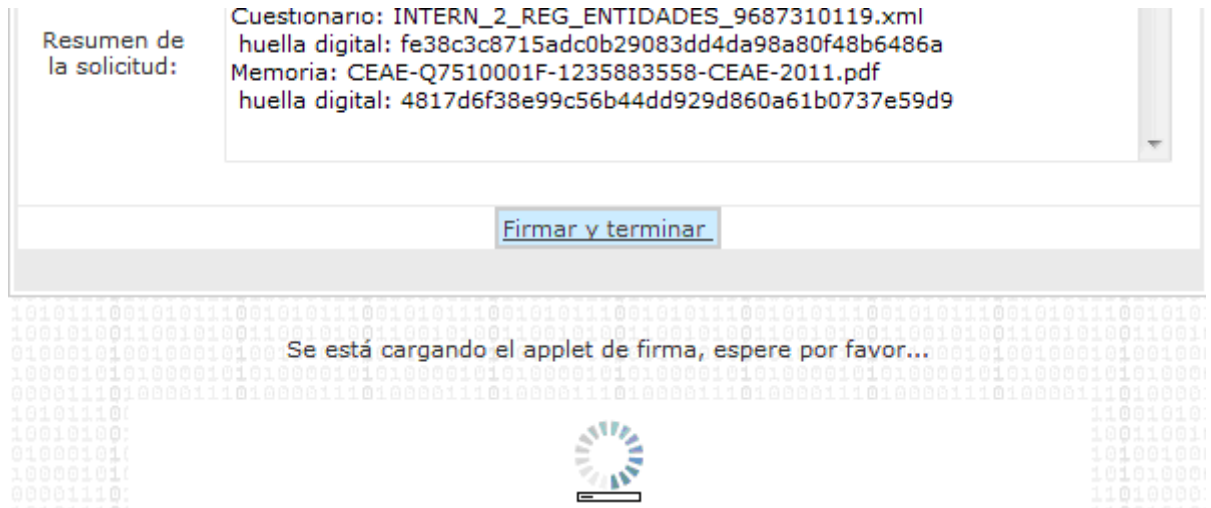 Cuestionario: INTERN_2_REG_ENTIDADES_9687310119.xml
Resumen de la solicitud:
huella digital: fe38c3c8715adc0b29083dd4da98a80f48b6486a
Memoria: CEAE-Q7510001F-1235883558-CEAE-2011.pdf
huella digital: 4817d6f38e99c56b44dd929d860a61b0737e59d9
Firmar y terminar
Se está cargando el applet de firma, espere por favor...